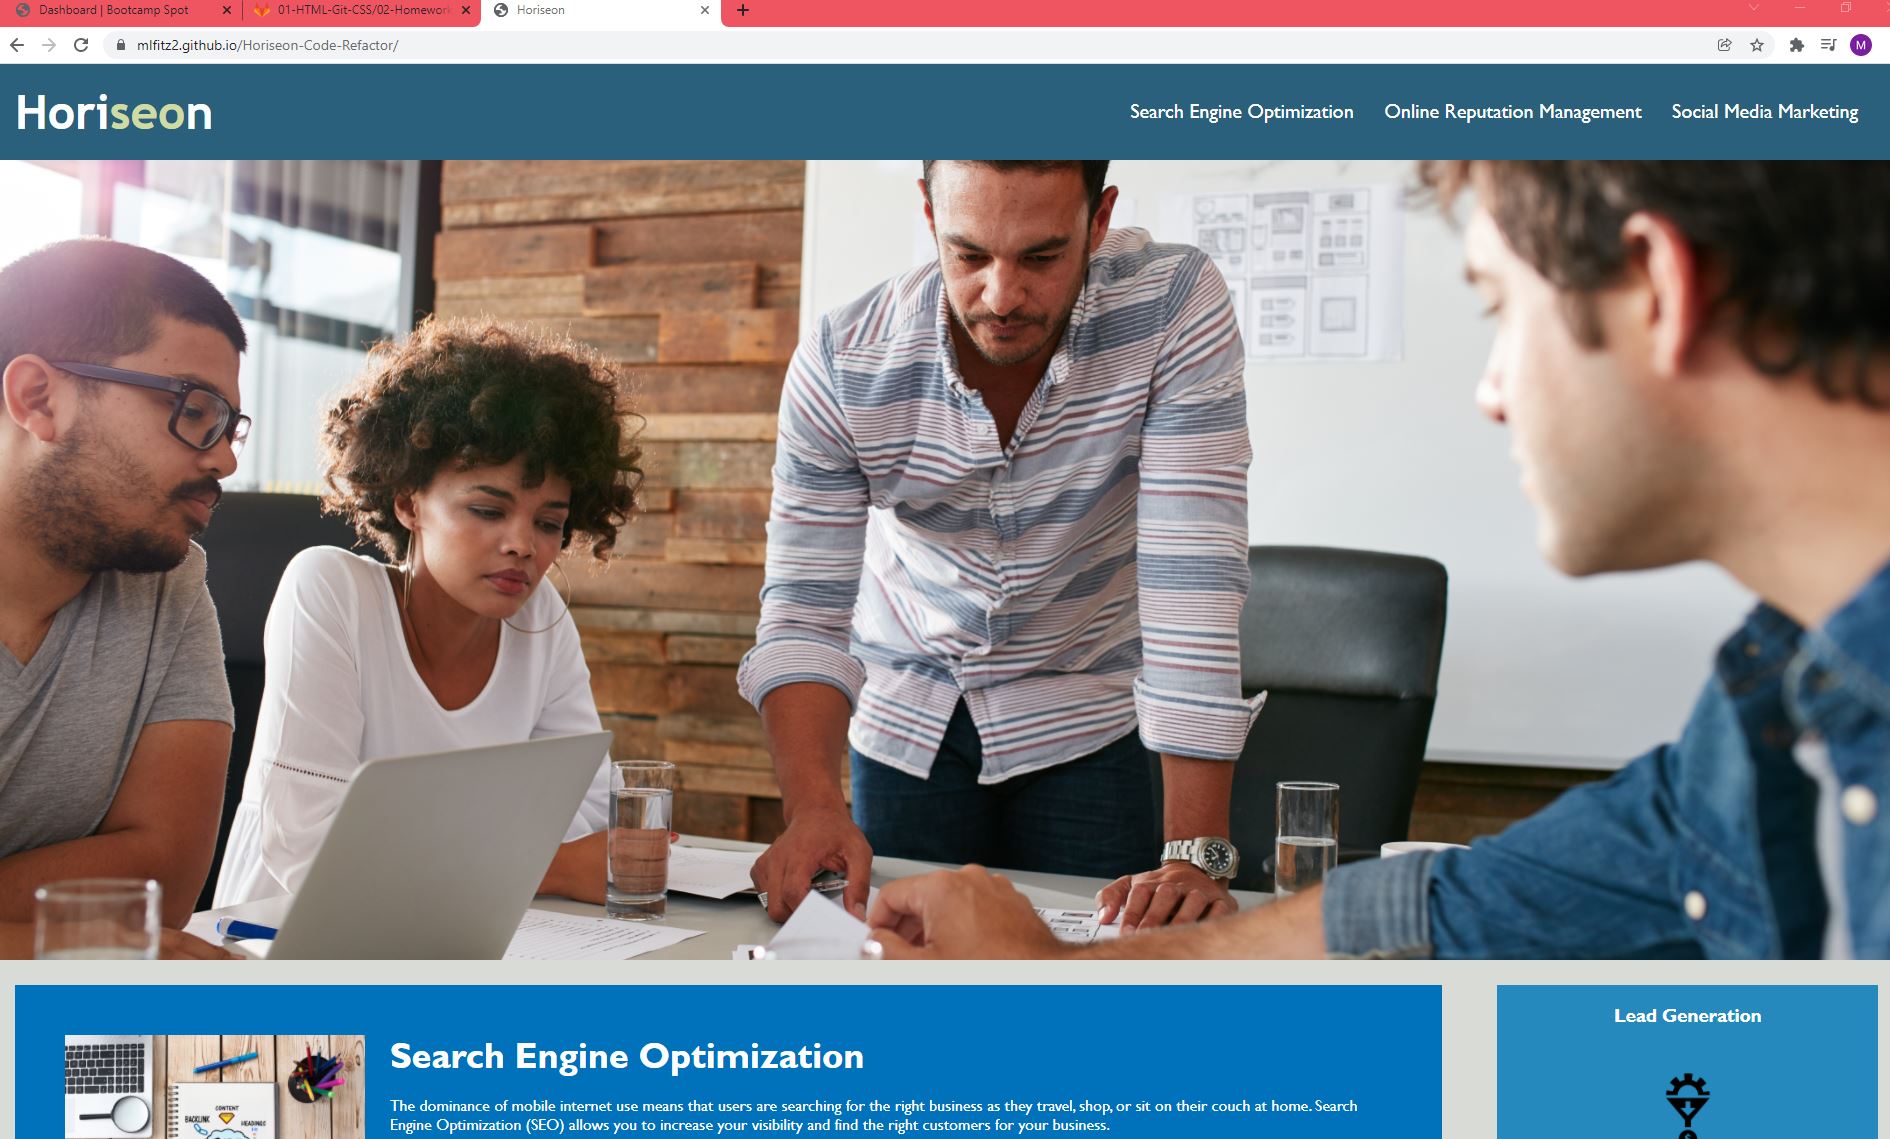 Dashboard | Bootcamp Spot
01-HTML-Git-CSS/02-Homework
Horiseon
mlfitz2.github.io/Horiseon-Code-Refactor/
M
Horiseon
Search Engine Optimization
Online Reputation Management
Social Media Marketing
Search Engine Optimization
The dominance of mobile internet use means that users are searching for the right business as they travel, shop, or sit on their couch at home. Search
Engine Optimization (SEO) allows you to increase your visibility and find the right customers for your business.
CONTENT
BACKLINK
HEADINGS
Lead Generation